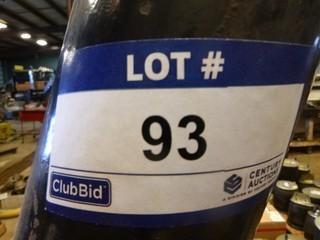 LOT #
93
ClubBid
CENTURY
AUCTIONS